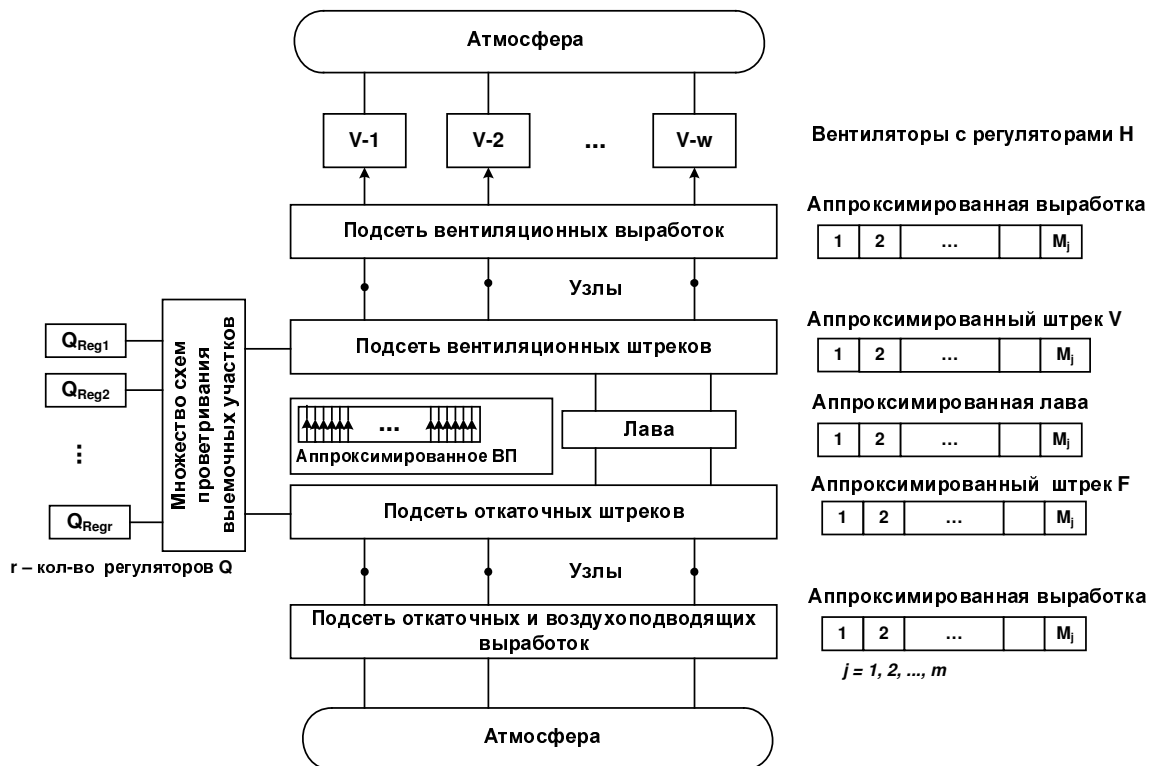 Атмосфера
V-1
V-2
...
V-w
Вентиляторы с регуляторами H
Подсеть вентиляционных выработок
Аппроксимированная выработка
1 2 ... Mj
Узлы
Множество схем
проветривания
выемочных участков
QReg1
QReg2
...
QRegr
r – кол-во регуляторов Q
Подсеть вентиляционных штреков
Аппроксимированный штрек V
1 2 ... Mj
...
Аппроксимированное ВП
Лава
Аппроксимированная лава
1 2 ... Mj
Подсеть откаточных штреков
Аппроксимированный штрек F
1 2 ... Mj
Узлы
Подсеть откаточных и воздухоподводящих
выработок
Аппроксимированная выработка
1 2 ... Mj
j = 1, 2, ..., m
Атмосфера